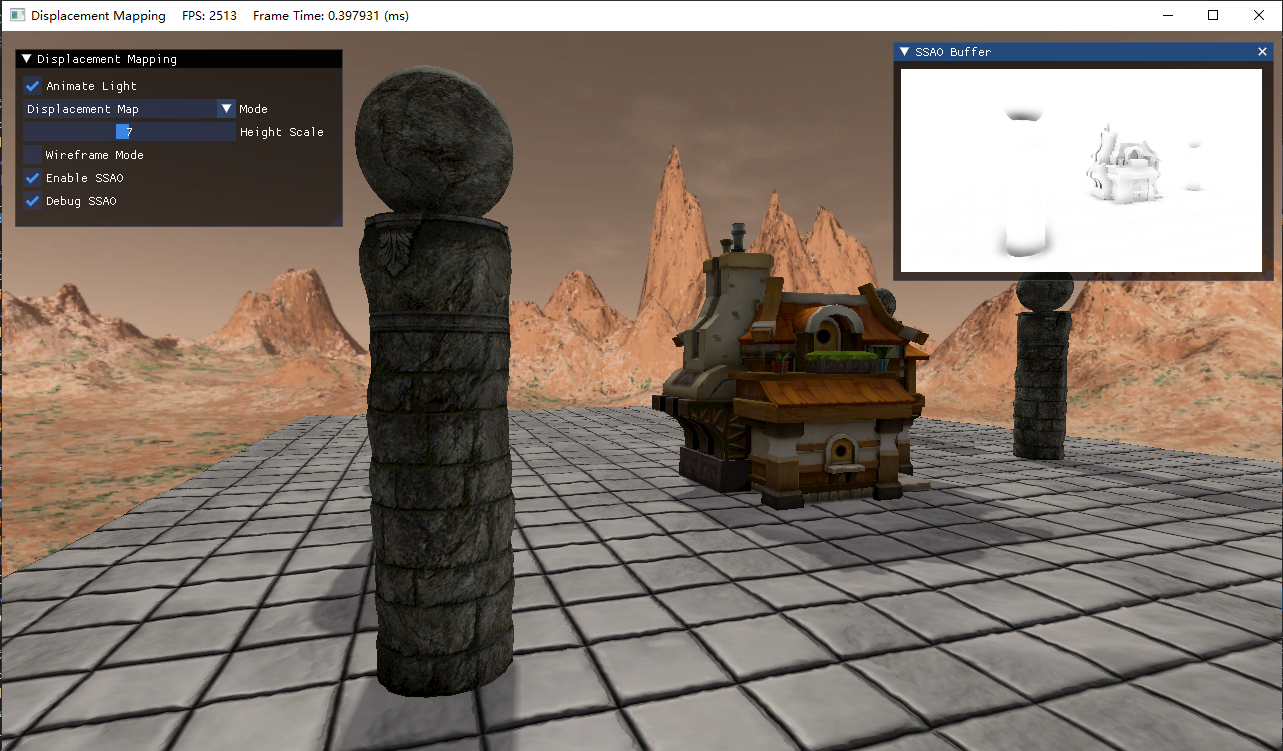 Displacement Mapping FPS: 2513 Frame Time: 0.397931 (ms)
Displacement Mapping
Animate Light
Displacement Map Mode
7 Height Scale
Wireframe Mode
Enable SSAO
Debug SSAO
SSAO Buffer